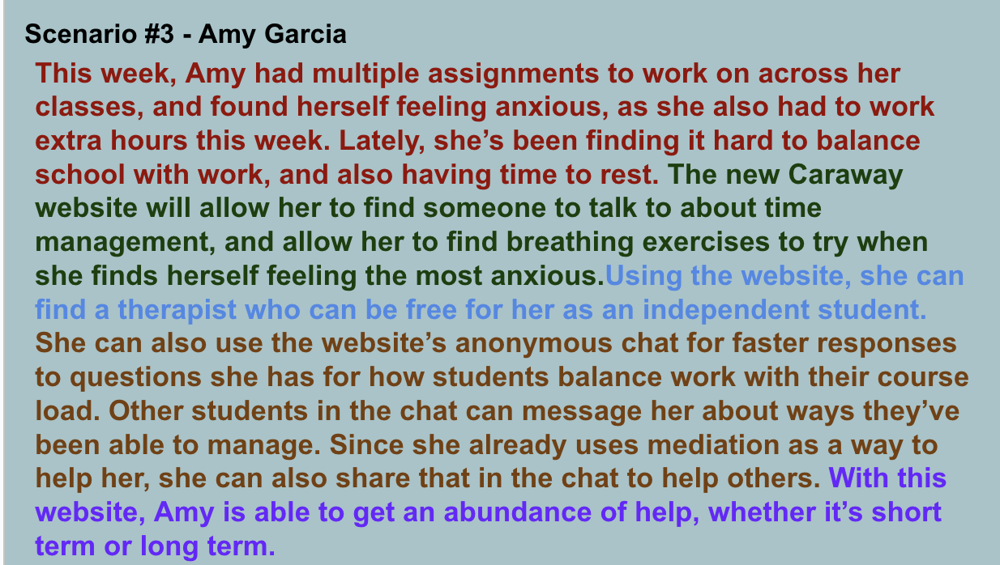 Scenario #3 - Amy Garcia
This week, Amy had multiple assignments to work on across her
classes, and found herself feeling anxious, as she also had to work
extra hours this week. Lately, she’s been finding it hard to balance
school with work, and also having time to rest. The new Caraway
website will allow her to find someone to talk to about time
management, and allow her to find breathing exercises to try when
she finds herself feeling the most anxious.Using the website, she can
find a therapist who can be free for her as an independent student.
She can also use the website’s anonymous chat for faster responses
to questions she has for how students balance work with their course
load. Other students in the chat can message her about ways they’ve
been able to manage. Since she already uses mediation as a way to
help her, she can also share that in the chat to help others. With this
website, Amy is able to get an abundance of help, whether it’s short
term or long term.